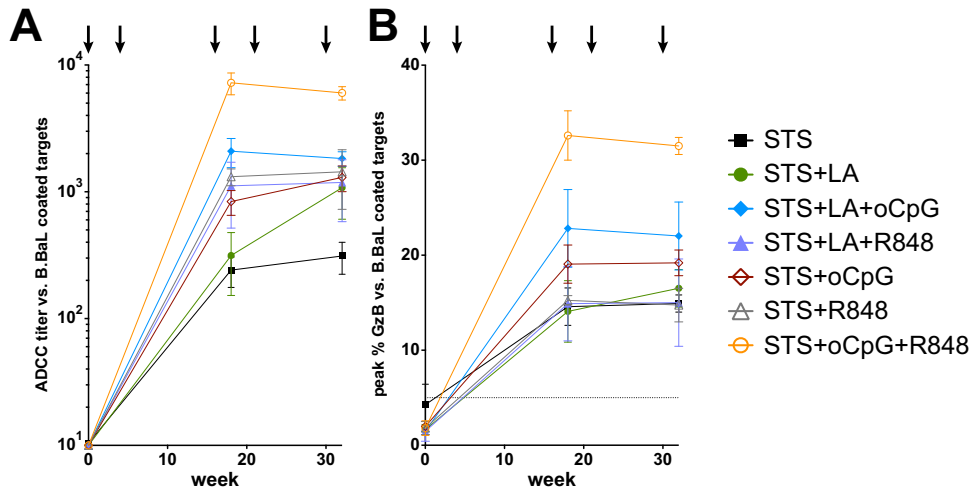 A
B
ADCC titer vs. B.BaL coated targets
10^4
10^3
10^2
10^1
0
10
20
30
week
peak % GzB vs. B.BaL coated targets
40
30
20
10
0
0
10
20
30
week
STS
STS+LA
STS+LA+oCpG
STS+LA+R848
STS+oCpG
STS+R848
STS+oCpG+R848